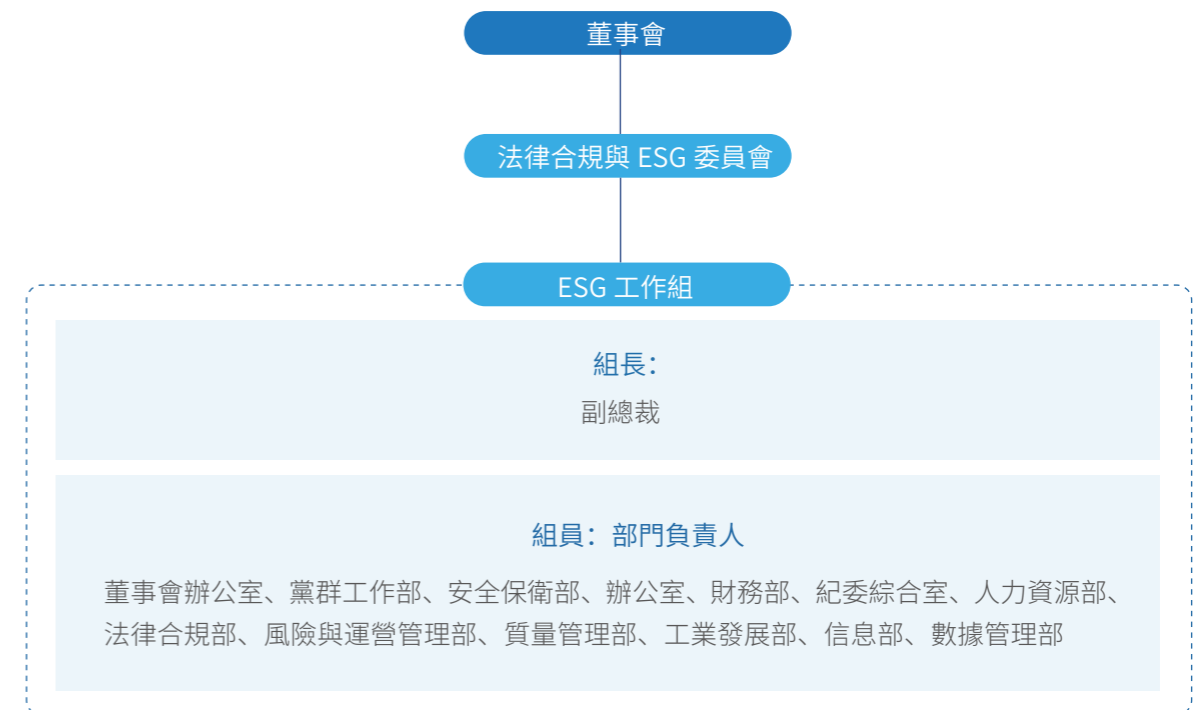 董事會
法律合規與 ESG 委員會
ESG 工作組
組長：
副總裁
組員：部門負責人
董事會辦公室、黨群工作部、安全保衛部、辦公室、財務部、紀委綜合室、人力資源部、
法律合規部、風險與運營管理部、質量管理部、工業發展部、信息部、數據管理部